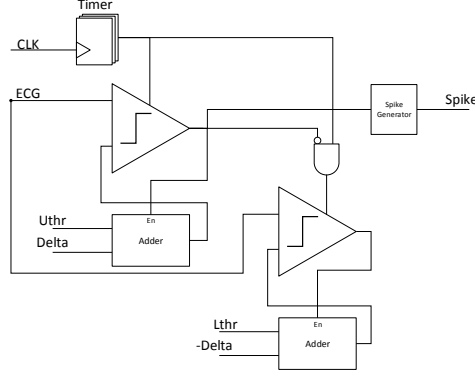 Timer
CLK
ECG
Spike
Generator
Spike
Uthr
En
Delta
Adder
Lthr
En
-Delta
Adder